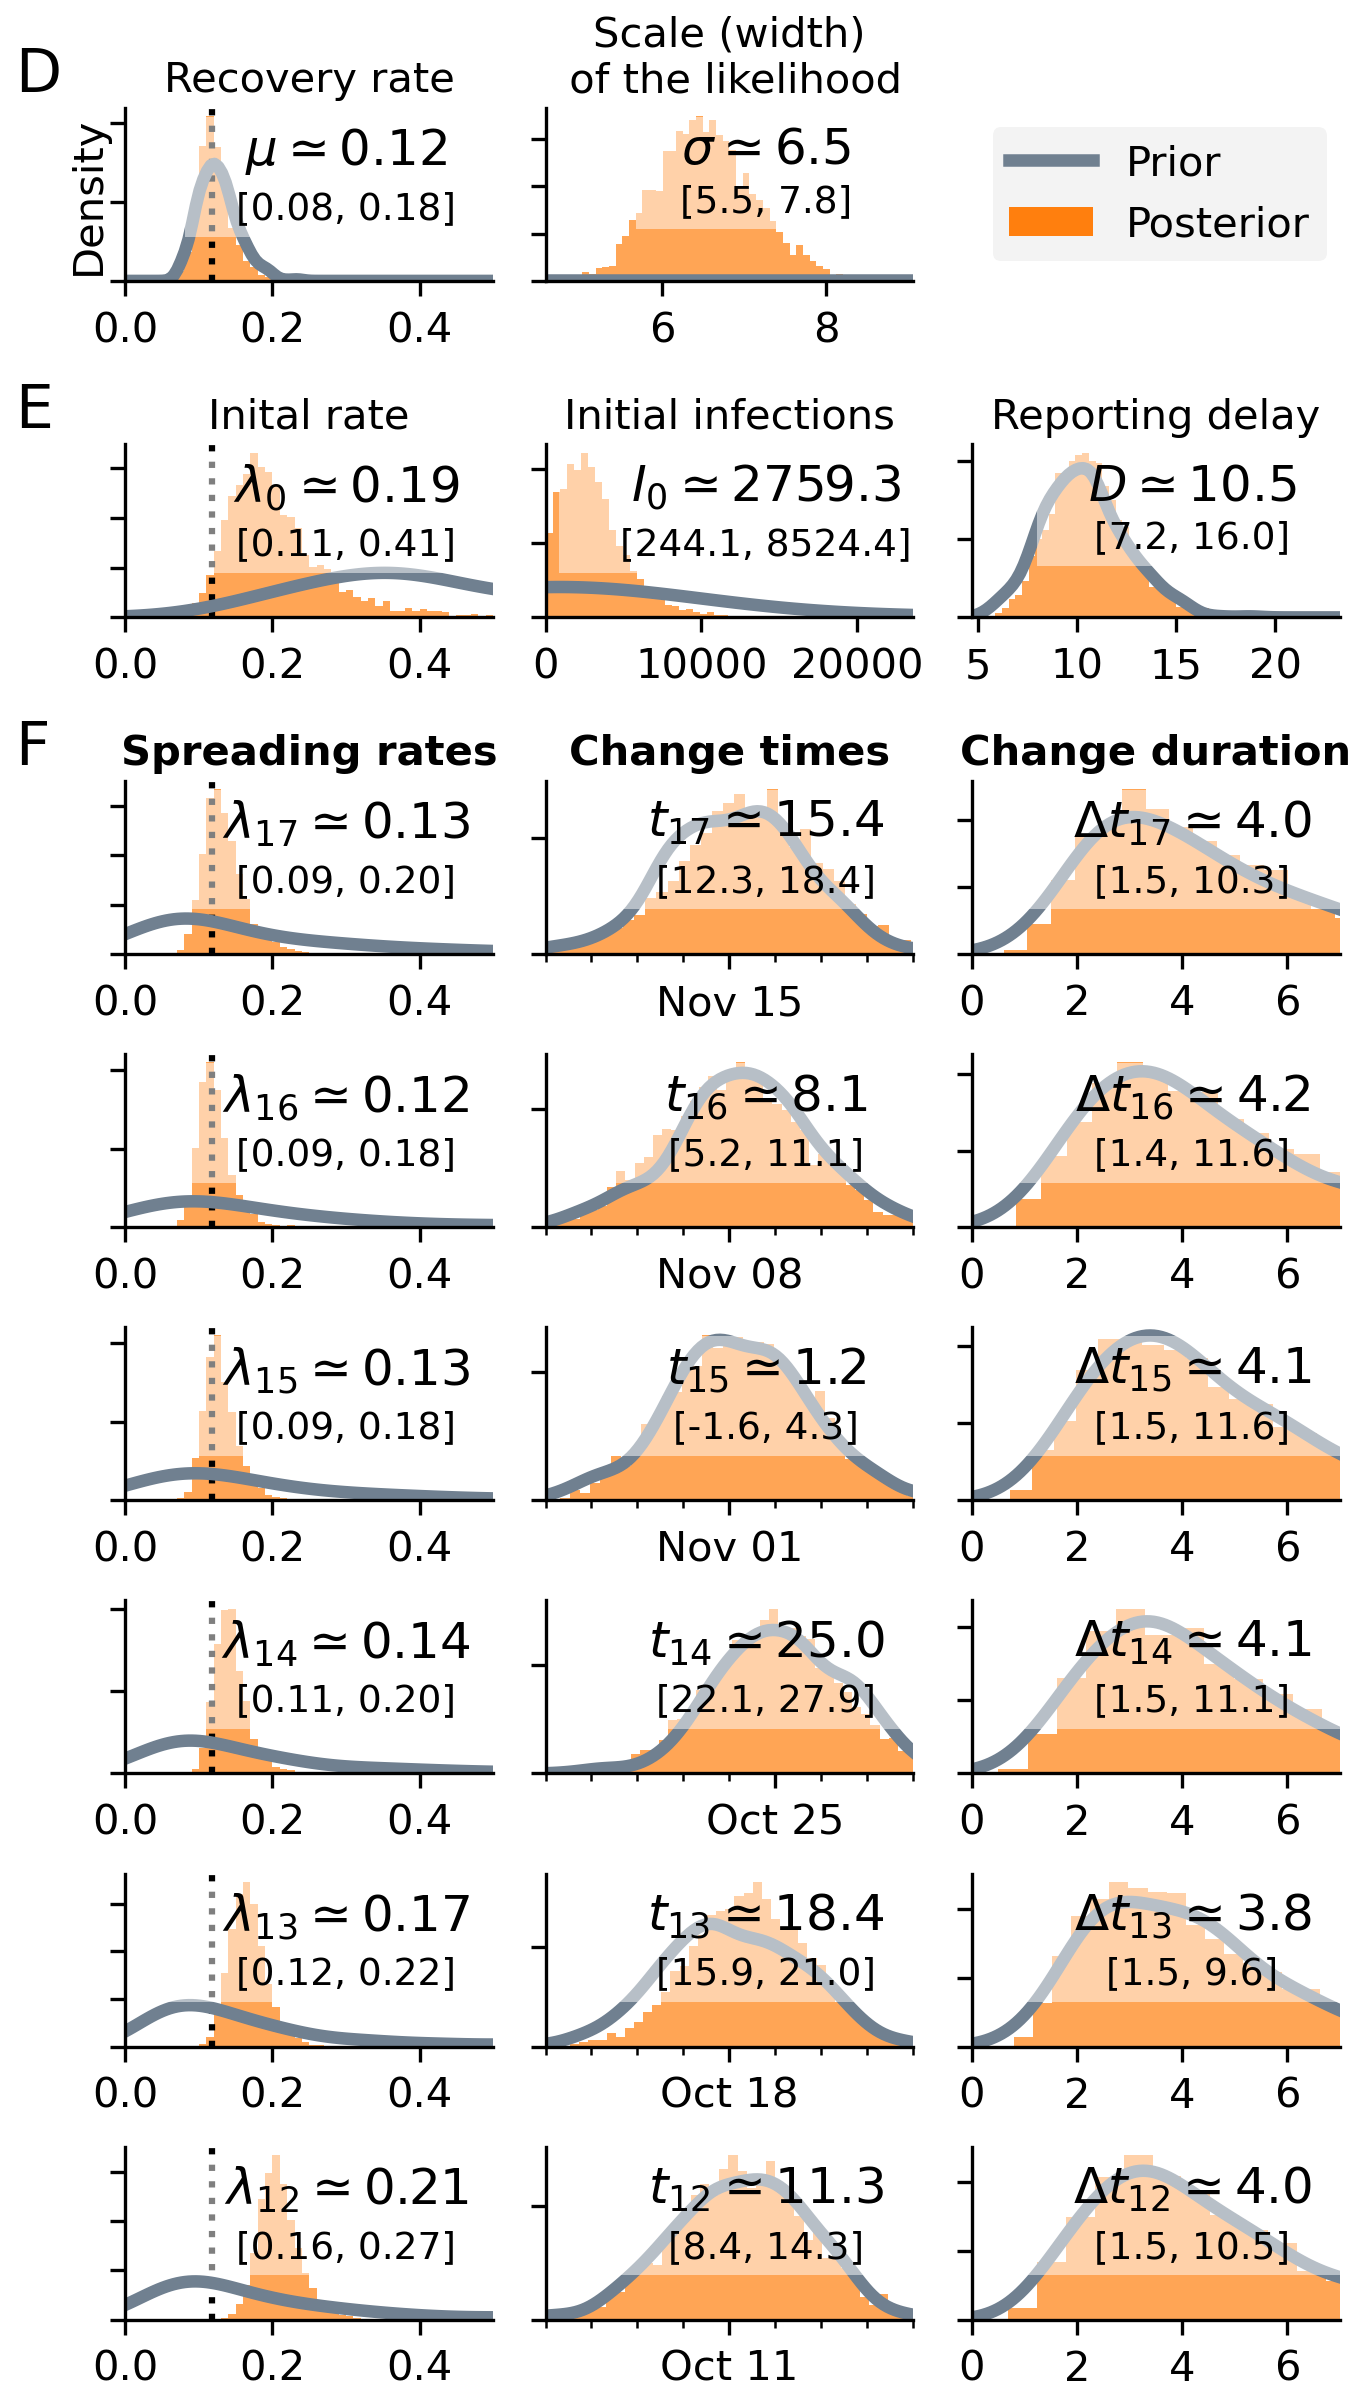 D
Recovery rate
Scale (width)
of the likelihood
Density
μ ≃ 0.12
[0.08, 0.18]
σ ≃ 6.5
[5.5, 7.8]
Prior
Posterior
0.0 0.2 0.4
6 8
E
Inital rate
Initial infections
Reporting delay
λ0 ≃ 0.19
[0.11, 0.41]
I0 ≃ 2759.3
[244.1, 8524.4]
D ≃ 10.5
[7.2, 16.0]
0.0 0.2 0.4
0 10000 20000
5 10 15 20
F
Spreading rates
Change times
Change duration
λ17 ≃ 0.13
[0.09, 0.20]
t17 ≃ 15.4
[12.3, 18.4]
Δt17 ≃ 4.0
[1.5, 10.3]
0.0 0.2 0.4
Nov 15
0 2 4 6
λ16 ≃ 0.12
[0.09, 0.18]
t16 ≃ 8.1
[5.2, 11.1]
Δt16 ≃ 4.2
[1.4, 11.6]
0.0 0.2 0.4
Nov 08
0 2 4 6
λ15 ≃ 0.13
[0.09, 0.18]
t15 ≃ 1.2
[-1.6, 4.3]
Δt15 ≃ 4.1
[1.5, 11.6]
0.0 0.2 0.4
Nov 01
0 2 4 6
λ14 ≃ 0.14
[0.11, 0.20]
t14 ≃ 25.0
[22.1, 27.9]
Δt14 ≃ 4.1
[1.5, 11.1]
0.0 0.2 0.4
Oct 25
0 2 4 6
λ13 ≃ 0.17
[0.12, 0.22]
t13 ≃ 18.4
[15.9, 21.0]
Δt13 ≃ 3.8
[1.5, 9.6]
0.0 0.2 0.4
Oct 18
0 2 4 6
λ12 ≃ 0.21
[0.16, 0.27]
t12 ≃ 11.3
[8.4, 14.3]
Δt12 ≃ 4.0
[1.5, 10.5]
0.0 0.2 0.4
Oct 11
0 2 4 6